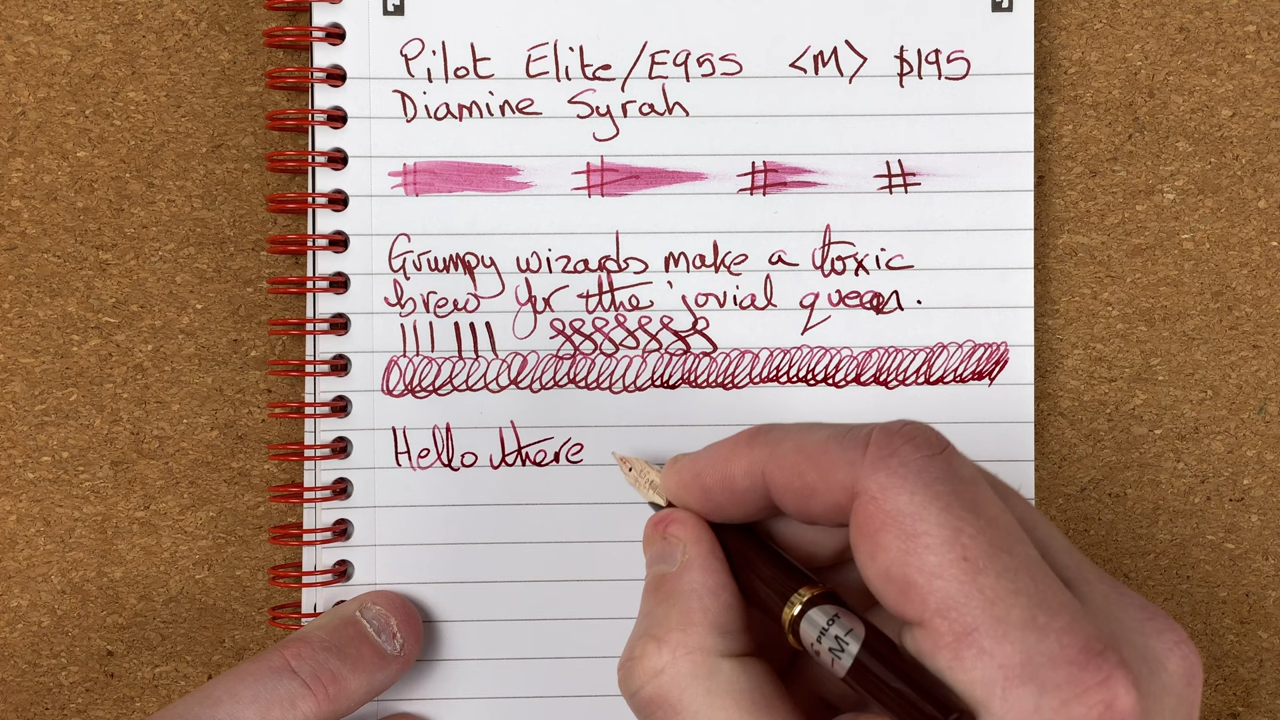 Pilot Elite/E95s <M> $195
Diamine Syrah
# # # #
Grumpy wizards make a toxic
brew for the jovial queen.
Hello there
PILOT
-M-